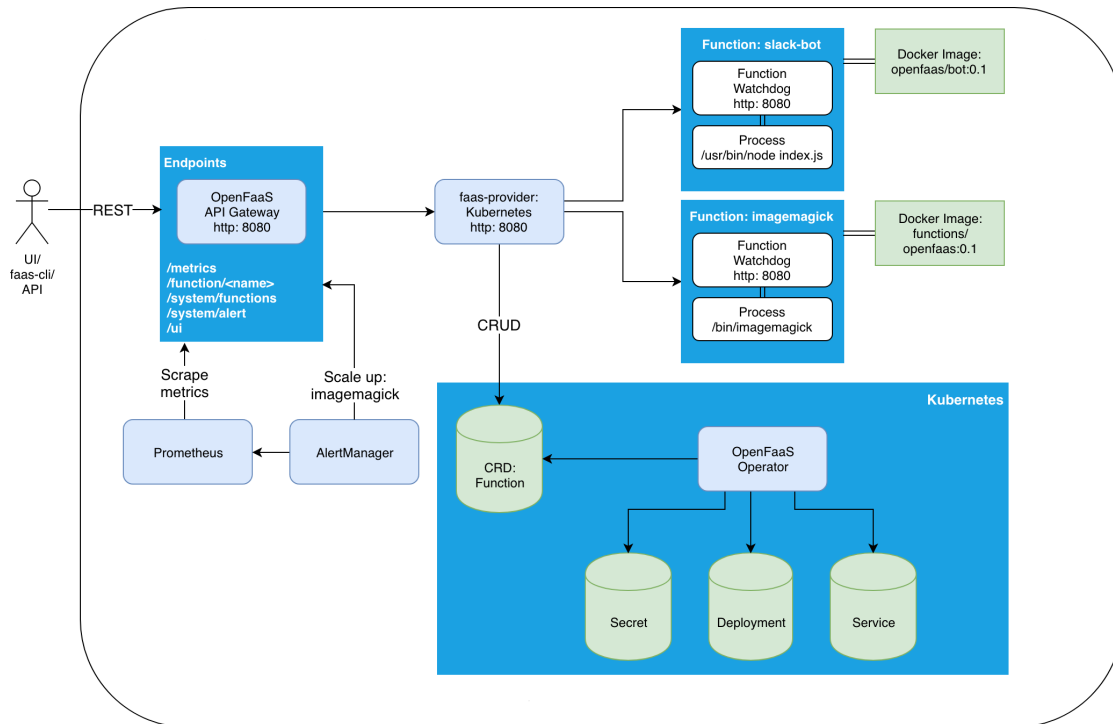 UI/
faas-cli/
API
REST
Endpoints
OpenFaaS
API Gateway
http: 8080
/metrics
/function/<name>
/system/functions
/system/alert
/ui
Scrape
metrics
Scale up:
imagemagick
Prometheus
AlertManager
faas-provider:
Kubernetes
http: 8080
CRUD
Function: slack-bot
Function
Watchdog
http: 8080
Process
/usr/bin/node index.js
Docker Image:
openfaas/bot:0.1
Function: imagemagick
Function
Watchdog
http: 8080
Process
/bin/imagemagick
Docker Image:
functions/
openfaas:0.1
Kubernetes
CRD:
Function
OpenFaaS
Operator
Secret
Deployment
Service